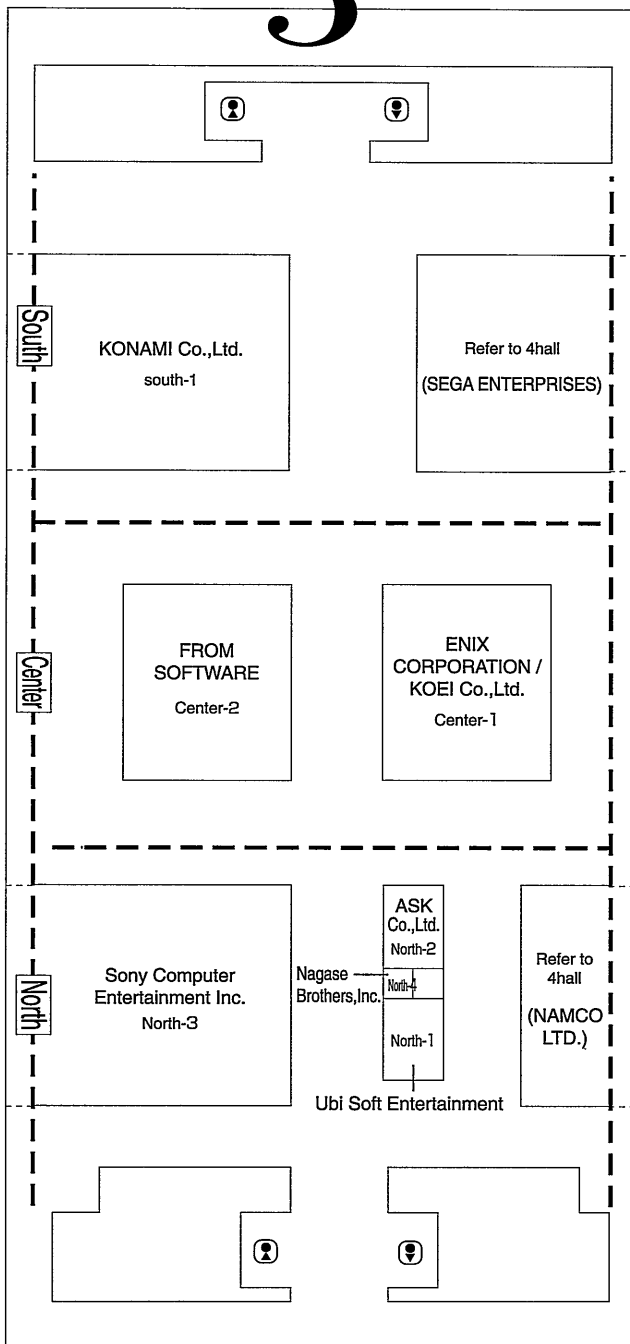 South
KONAMI Co.,Ltd.
south-1
Refer to 4hall
(SEGA ENTERPRISES)
Center
FROM
SOFTWARE
Center-2
ENIX
CORPORATION /
KOEI Co.,Ltd.
Center-1
North
Sony Computer
Entertainment Inc.
North-3
ASK
Co.,Ltd.
North-2
Nagase
Brothers,Inc.
North-4
North-1
Ubi Soft Entertainment
Refer to
4hall
(NAMCO
LTD.)